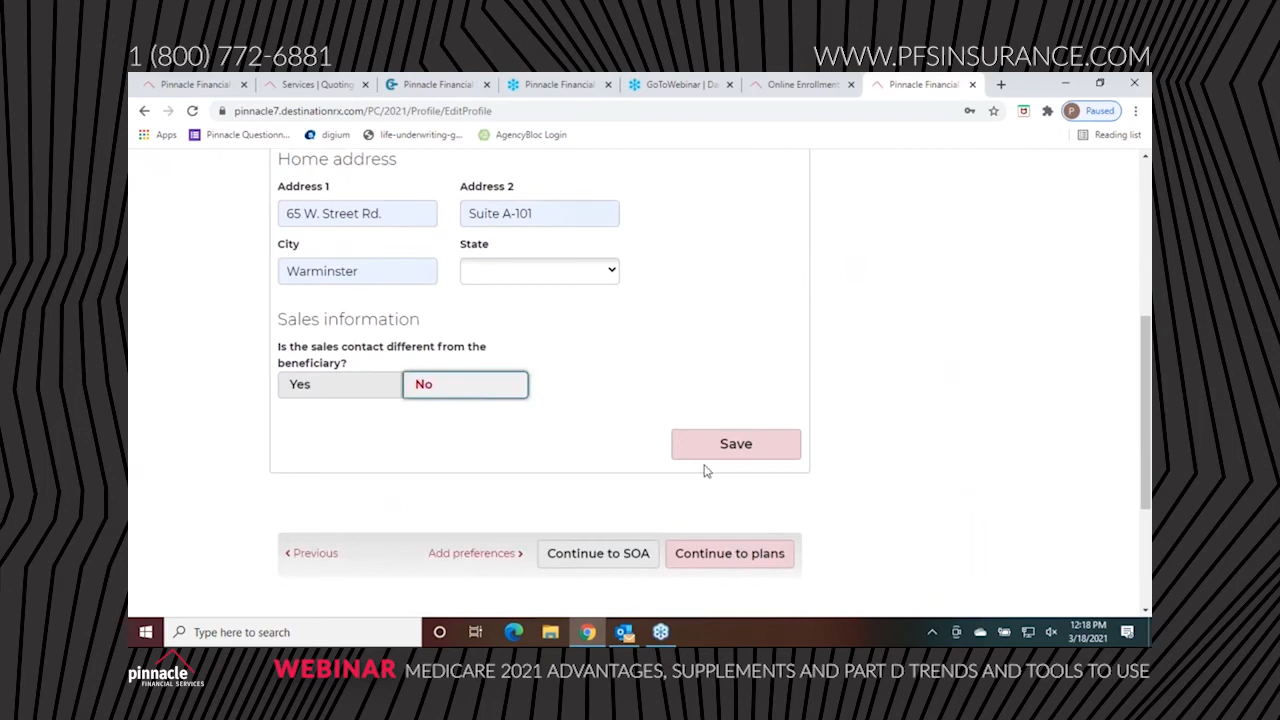 1 (800) 772-6881
WWW.PFSINSURANCE.COM
Pinnacle Financial
Services | Quoting
Pinnacle Financial
Pinnacle Financial
GoToWebinar | Da
Online Enrollment
Pinnacle Financial
pinnacle7.destinationrx.com/PC/2021/Profile/EditProfile
P Paused
Apps
Pinnacle Questionn...
digium
life-underwriting-g...
AgencyBloc Login
Reading list
Home address
Address 1
Address 2
65 W. Street Rd.
Suite A-101
City
State
Warminster
Sales information
Is the sales contact different from the
beneficiary?
Yes
No
Save
Previous
Add preferences
Continue to SOA
Continue to plans
Type here to search
12:18 PM
3/18/2021
pinnacle
FINANCIAL SERVICES
WEBINAR MEDICARE 2021 ADVANTAGES, SUPPLEMENTS AND PART D TRENDS AND TOOLS TO USE